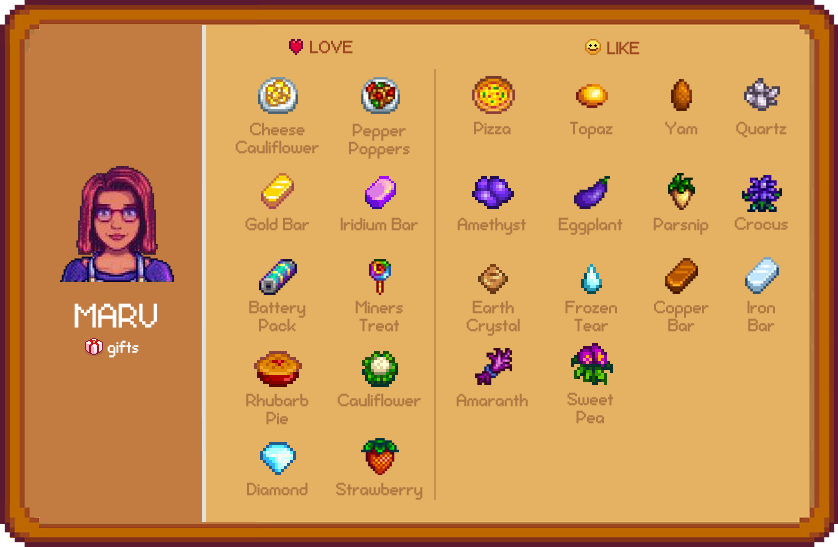 LOVE
LIKE
Cheese
Cauliflower
Pepper
Poppers
Pizza
Topaz
Yam
Quartz
Gold Bar
Iridium Bar
Amethyst
Eggplant
Parsnip
Crocus
Battery
Pack
Miners
Treat
Earth
Crystal
Frozen
Tear
Copper
Bar
Iron
Bar
MARU
gifts
Rhubarb
Pie
Cauliflower
Amaranth
Sweet
Pea
Diamond
Strawberry